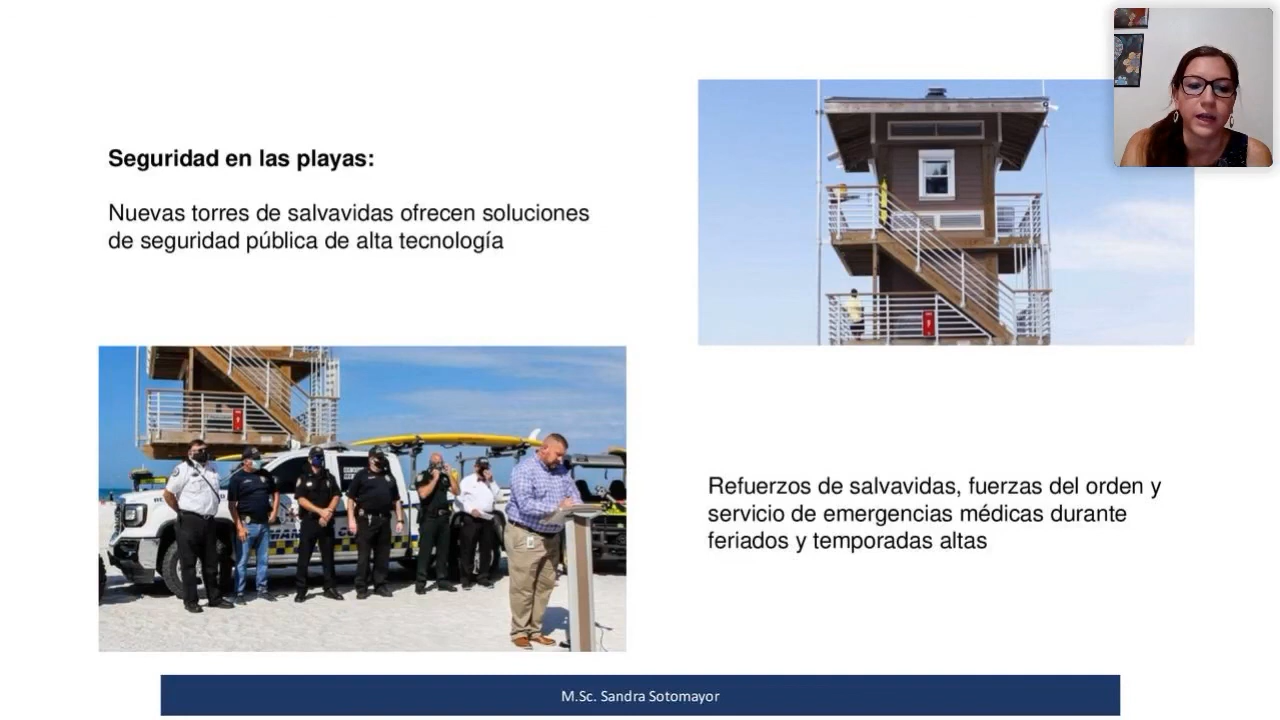 Seguridad en las playas:
Nuevas torres de salvavidas ofrecen soluciones
de seguridad pública de alta tecnología
Refuerzos de salvavidas, fuerzas del orden y
servicio de emergencias médicas durante
feriados y temporadas altas
M.Sc. Sandra Sotomayor